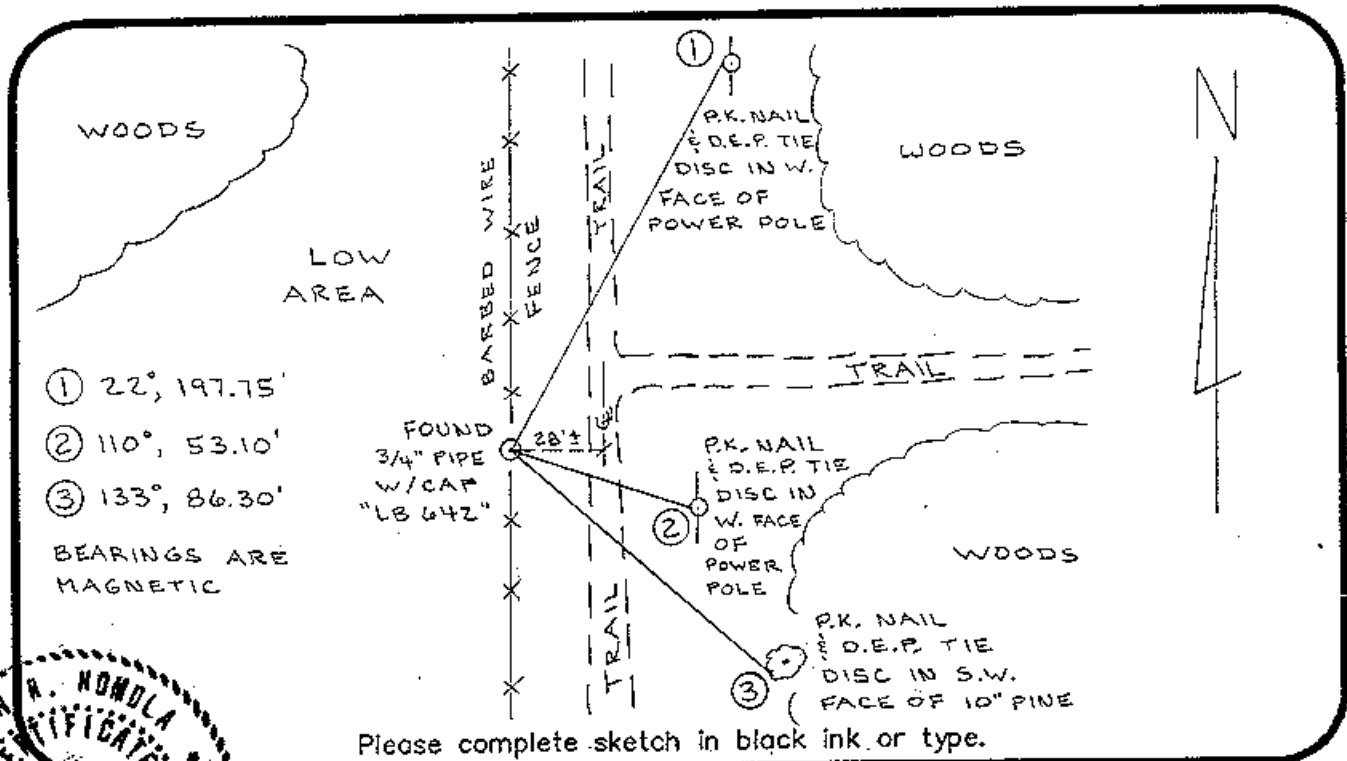 ①
P.K. NAIL
& D.E.P. TIE
DISC IN W.
FACE OF
POWER POLE
WOODS
WOODS
N
TRAIL
BARBED WIRE
FENCE
LOW
AREA
TRAIL
① 22°, 197.75'
② 110°, 53.10'
③ 133°, 86.30'
BEARINGS ARE
MAGNETIC
FOUND
3/4" PIPE
W/CAP
"LB 642"
28'±
℄
②
P.K. NAIL
& D.E.P. TIE
DISC IN
W. FACE
OF
POWER
POLE
WOODS
TRAIL
③
P.K. NAIL
& D.E.P. TIE
DISC IN S.W.
FACE OF 10" PINE
Please complete sketch in black ink or type.